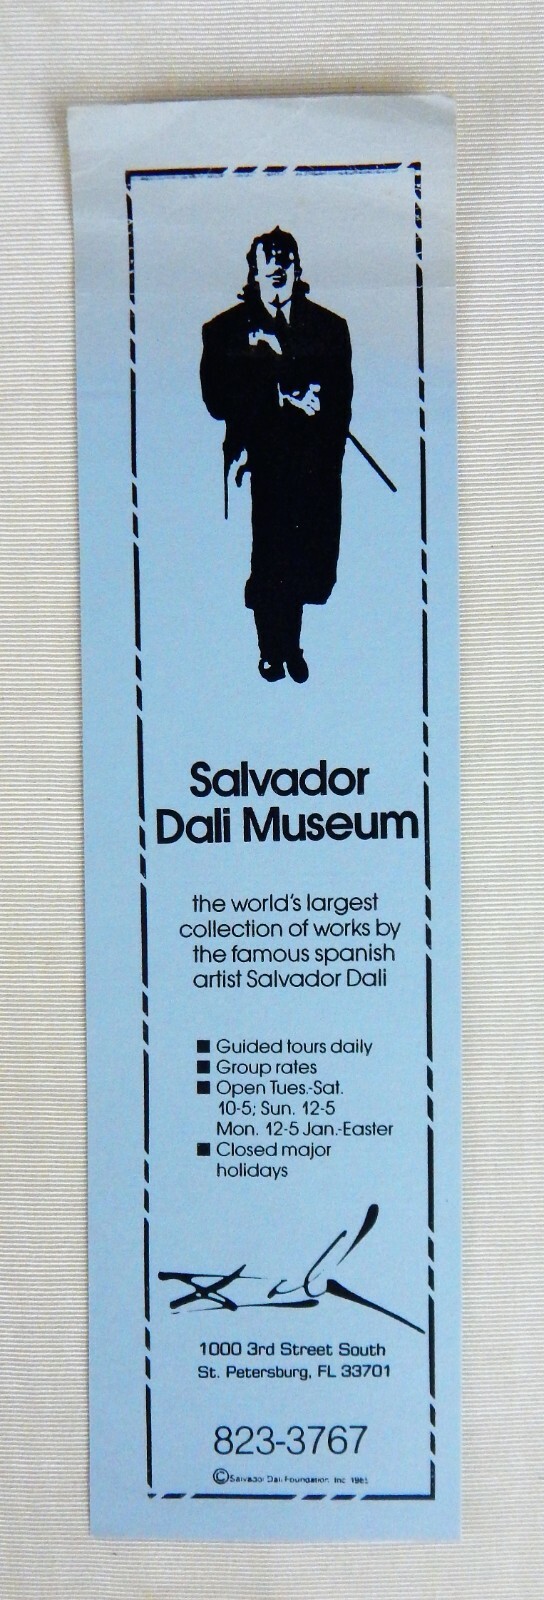 Salvador
Dali Museum
the world's largest
collection of works by
the famous spanish
artist Salvador Dali
■ Guided tours daily
■ Group rates
■ Open Tues.-Sat.
10-5; Sun. 12-5
Mon. 12-5 Jan.-Easter
■ Closed major
holidays
Dali
1000 3rd Street South
St. Petersburg, FL 33701
823-3767
© Salvador Dali Foundation Inc